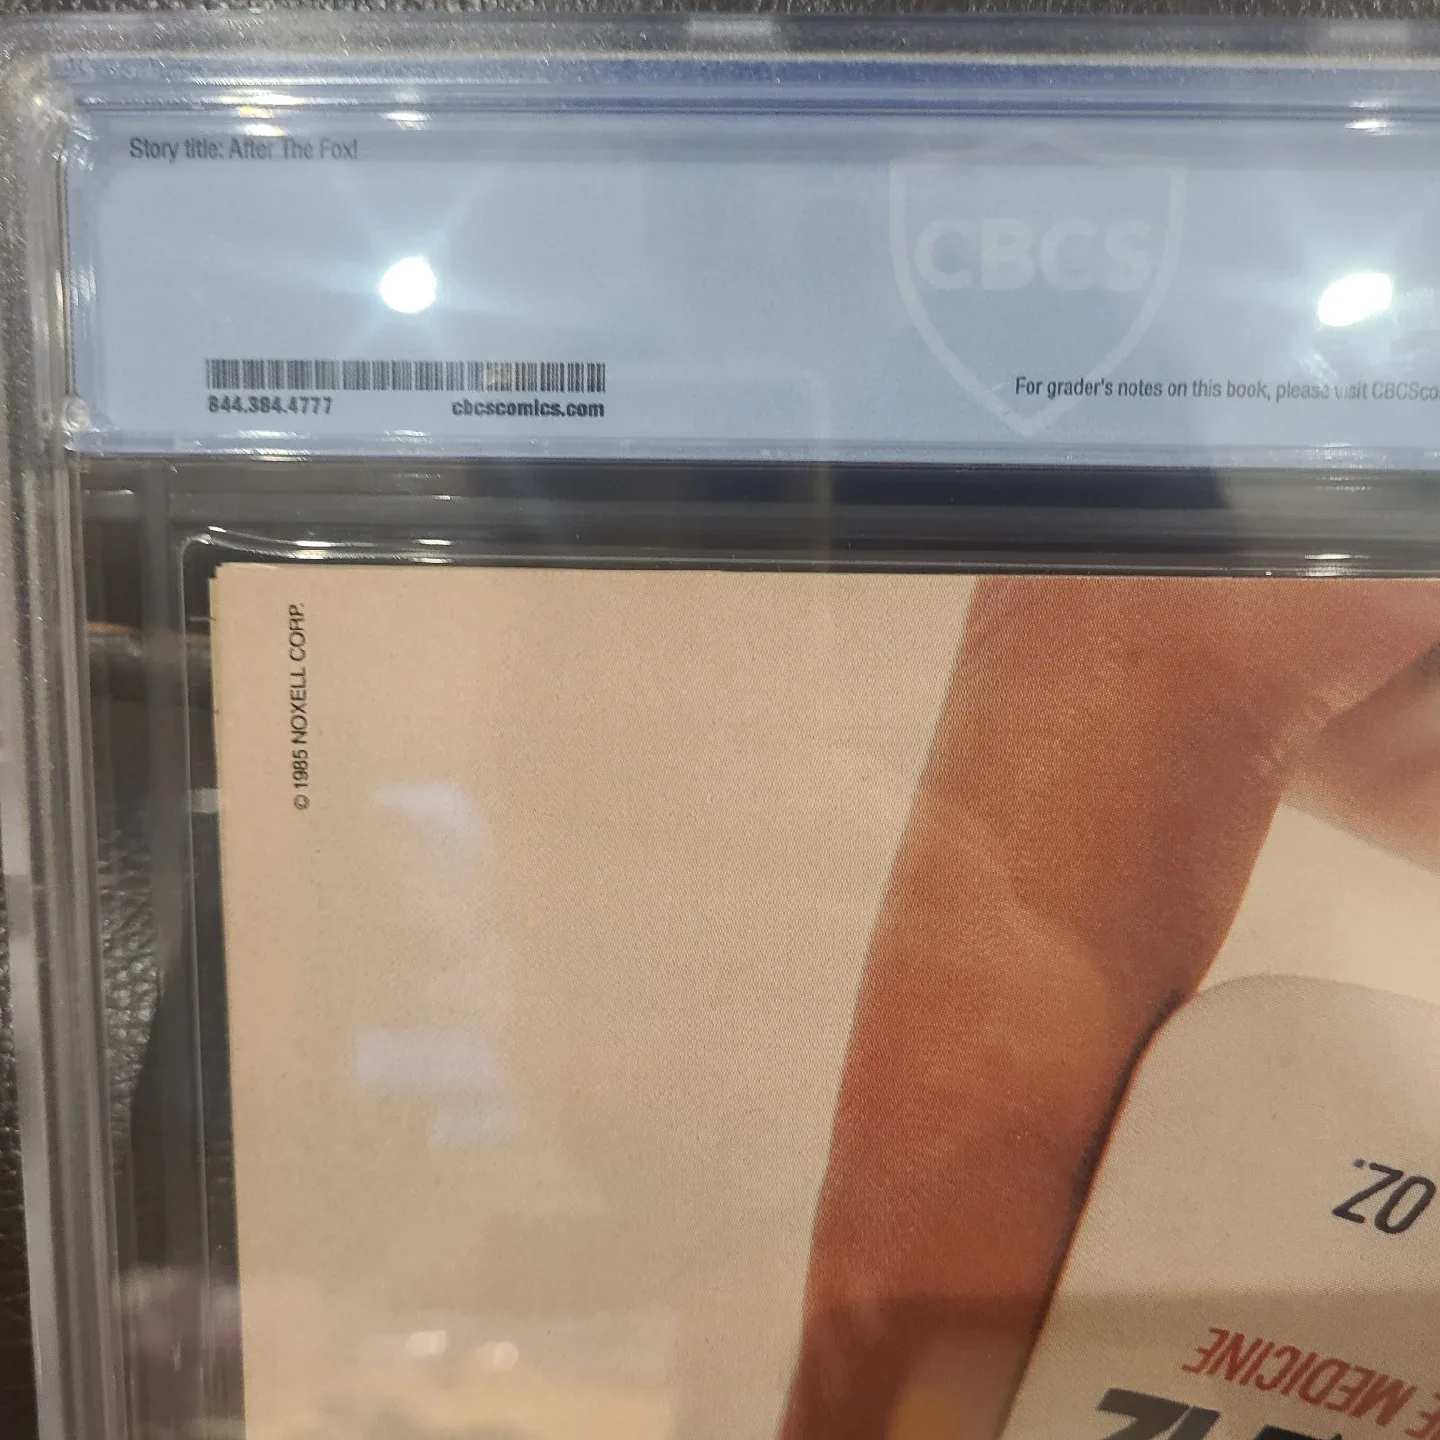 Story title: After The Fox!
CBCS
844.384.4777
cbcscomics.com
For grader's notes on this book, please visit CBCSco
© 1985 NOXELL CORP.
OZ.
MEDICINE